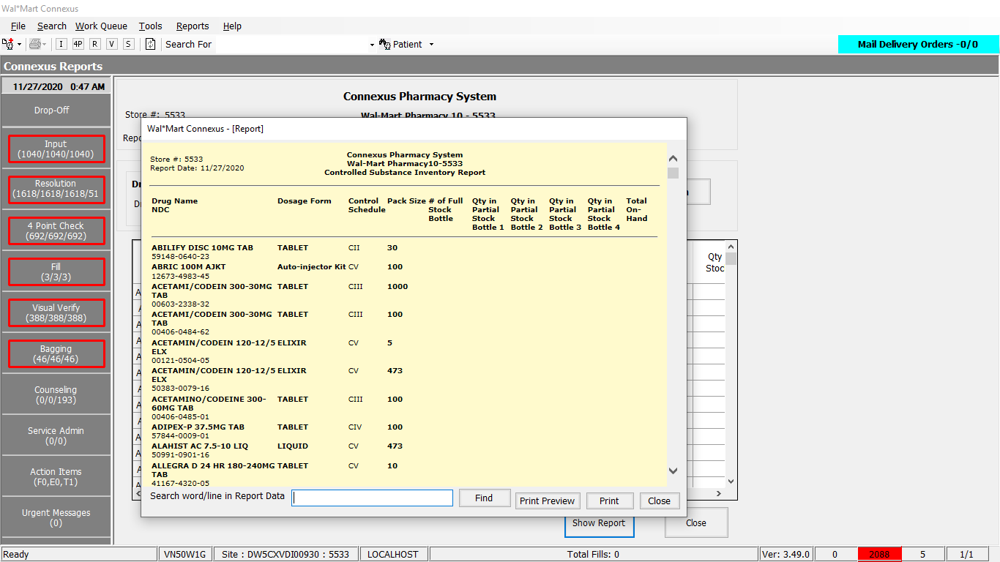 Wal*Mart Connexus
File Search Work Queue Tools Reports Help
I 4P R V S Search For Patient Mail Delivery Orders -0/0
Connexus Reports
11/27/2020 0:47 AM
Drop-Off
Input
(1040/1040/1040)
Resolution
(1618/1618/1618/51
4 Point Check
(692/692/692)
Fill
(3/3/3)
Visual Verify
(388/388/388)
Bagging
(46/46/46)
Counseling
(0/0/193)
Service Admin
(0/0)
Action Items
(F0,E0,T1)
Urgent Messages
(0)
Connexus Pharmacy System
Store #: 5533 Wal-Mart Pharmacy 10 - 5533
Wal*Mart Connexus - [Report]
Store #: 5533
Report Date: 11/27/2020
Connexus Pharmacy System
Wal-Mart Pharmacy10-5533
Controlled Substance Inventory Report
Drug Name Dosage Form Control Pack Size # of Full Qty in Qty in Qty in Qty in Total
NDC Schedule Stock Partial Partial Partial Partial On-
Bottle Stock Stock Stock Stock Hand
Bottle 1 Bottle 2 Bottle 3 Bottle 4
ABILIFY DISC 10MG TAB TABLET CII 30
59148-0640-23
ABRIC 100M AJKT Auto-injector Kit CV 100
12673-4983-45
ACETAMI/CODEIN 300-30MG TABLET CIII 1000
TAB
00603-2338-32
ACETAMI/CODEIN 300-30MG TABLET CIII 100
TAB
00406-0484-62
ACETAMIN/CODEIN 120-12/5 ELIXIR CV 5
ELX
00121-0504-05
ACETAMIN/CODEIN 120-12/5 ELIXIR CV 473
ELX
50383-0079-16
ACETAMINO/CODEINE 300- TABLET CIII 100
60MG TAB
00406-0485-01
ADIPEX-P 37.5MG TAB TABLET CIV 100
57844-0009-01
ALAHIST AC 7.5-10 LIQ LIQUID CV 473
50991-0901-16
ALLEGRA D 24 HR 180-240MG TABLET CV 10
TAB
41167-4320-05
Search word/line in Report Data Find Print Preview Print Close
Qty
Stoc
Show Report Close
Ready VN50W1G Site : DW5CXVDI00930 : 5533 LOCALHOST Total Fills: 0 Ver: 3.49.0 0 2088 5 1/1